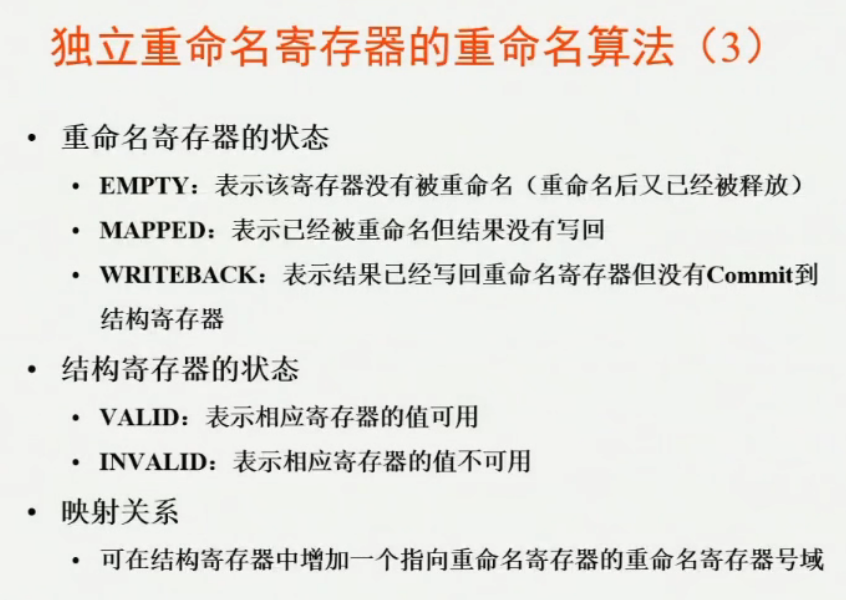 独立重命名寄存器的重命名算法（3）
• 重命名寄存器的状态
• EMPTY：表示该寄存器没有被重命名（重命名后又已经被释放）
• MAPPED：表示已经被重命名但结果没有写回
• WRITEBACK：表示结果已经写回重命名寄存器但没有Commit到
结构寄存器
• 结构寄存器的状态
• VALID：表示相应寄存器的值可用
• INVALID：表示相应寄存器的值不可用
• 映射关系
• 可在结构寄存器中增加一个指向重命名寄存器的重命名寄存器号域